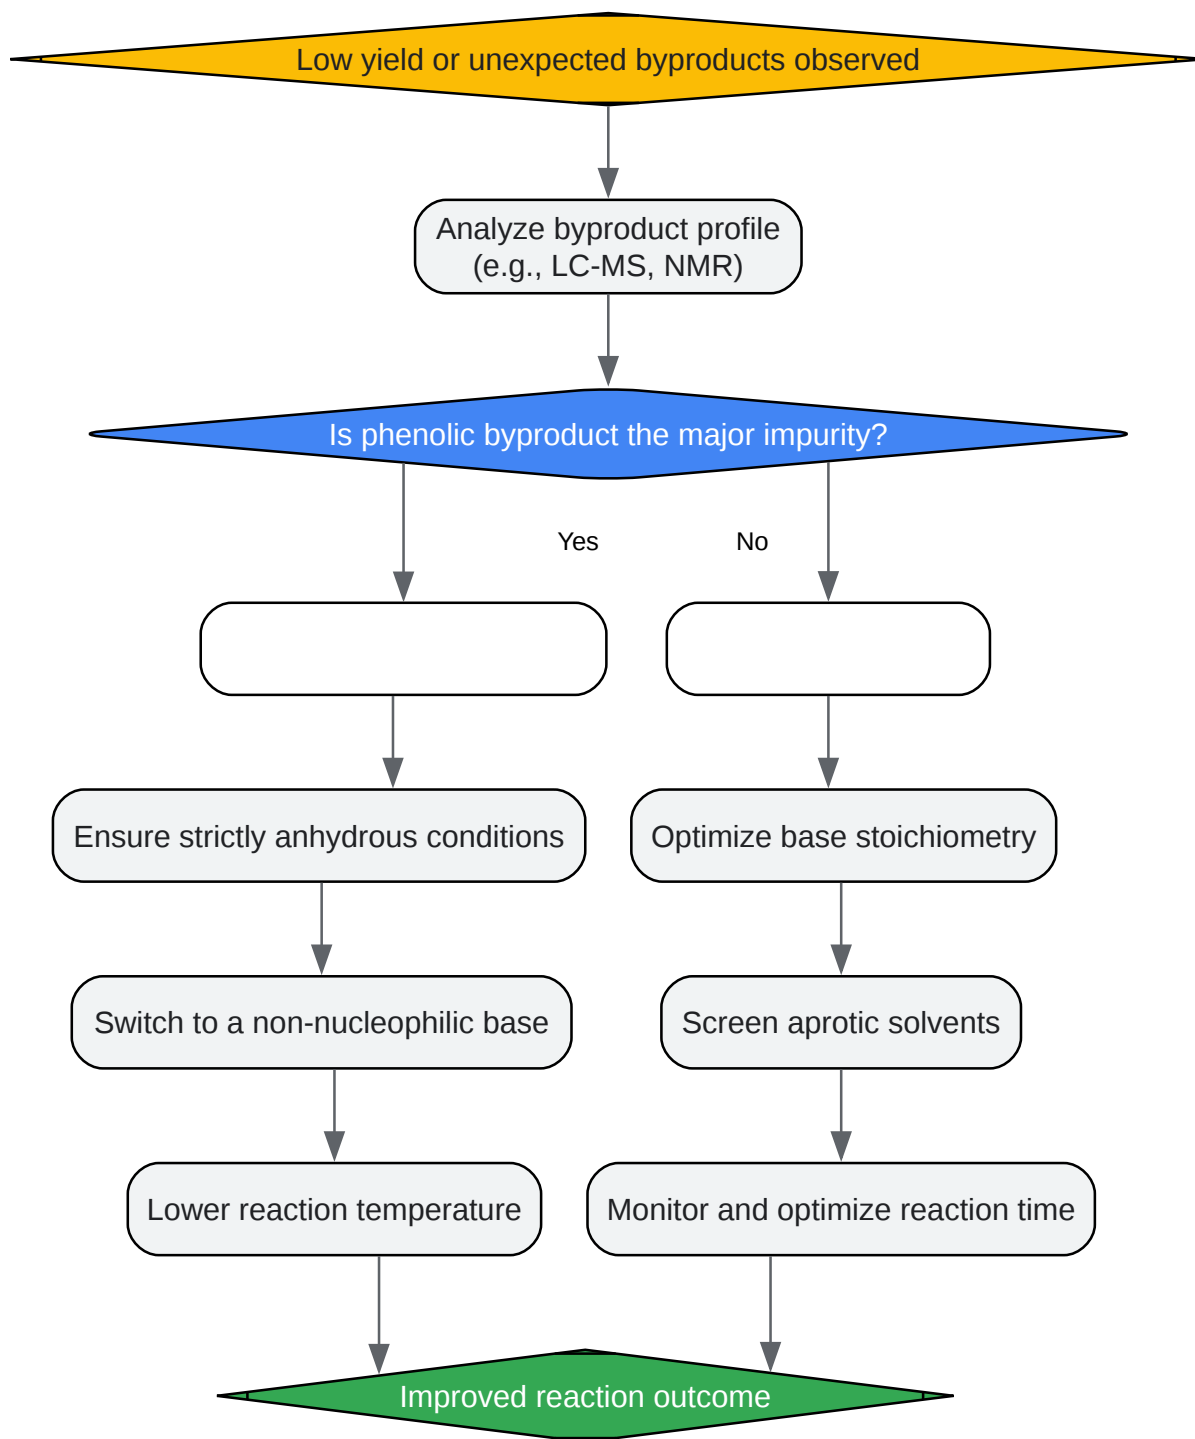 Low yield or unexpected byproducts observed
Analyze byproduct profile
(e.g., LC-MS, NMR)
Is phenolic byproduct the major impurity?
Yes
No
Ensure strictly anhydrous conditions
Optimize base stoichiometry
Switch to a non-nucleophilic base
Screen aprotic solvents
Lower reaction temperature
Monitor and optimize reaction time
Improved reaction outcome